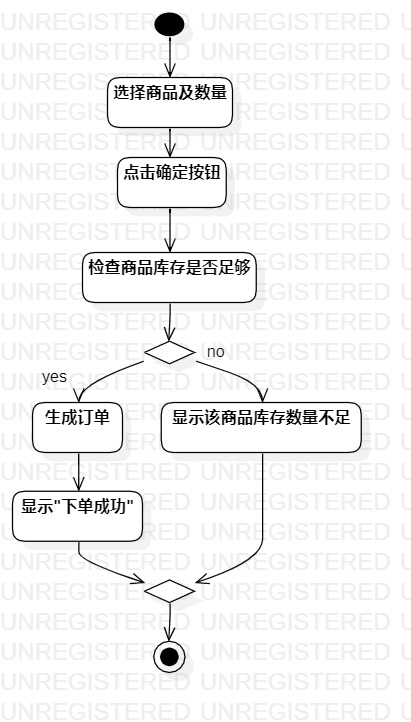 选择商品及数量
点击确定按钮
检查商品库存是否足够
no
yes
生成订单
显示该商品库存数量不足
显示"下单成功"
UNREGISTERED